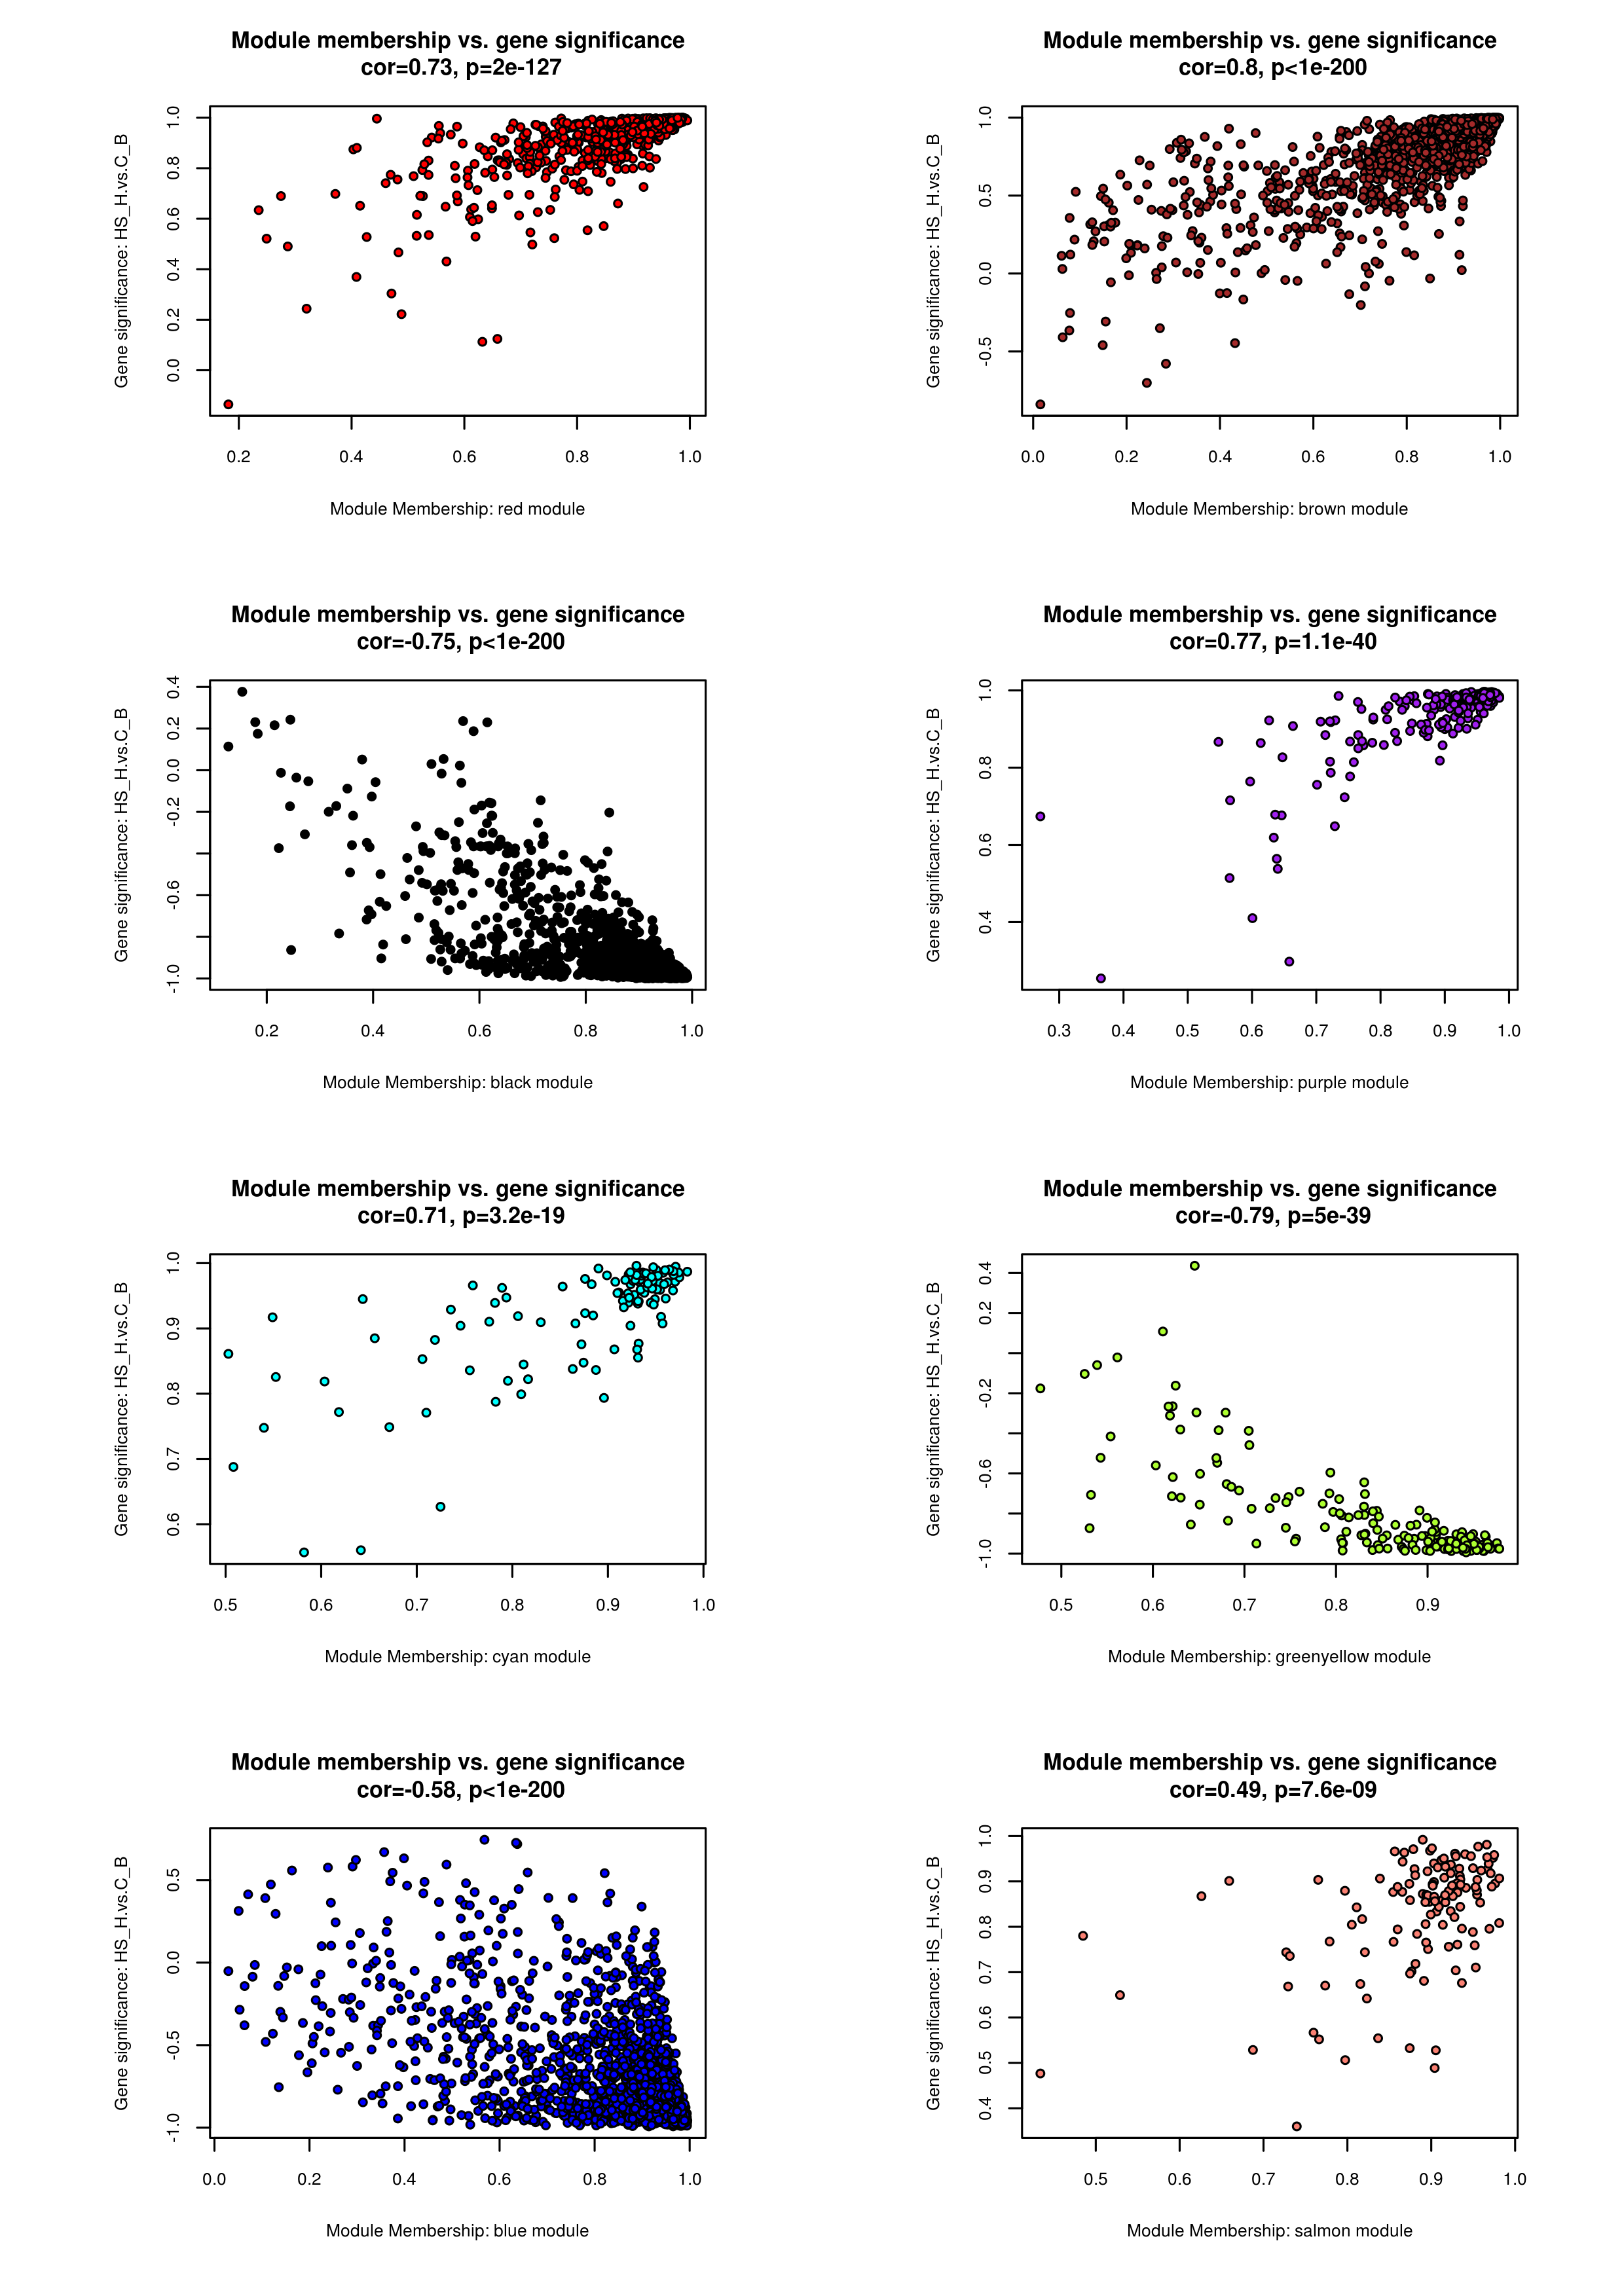 Module membership vs. gene significance
cor=0.73, p=2e-127
Gene significance: HS_H.vs.C_B
1.0
0.8
0.6
0.4
0.2
0.0
0.2 0.4 0.6 0.8 1.0
Module Membership: red module
Module membership vs. gene significance
cor=0.8, p<1e-200
Gene significance: HS_H.vs.C_B
1.0
0.5
0.0
-0.5
0.0 0.2 0.4 0.6 0.8 1.0
Module Membership: brown module
Module membership vs. gene significance
cor=-0.75, p<1e-200
Gene significance: HS_H.vs.C_B
0.4
0.2
0.0
-0.2
-0.6
-1.0
0.2 0.4 0.6 0.8 1.0
Module Membership: black module
Module membership vs. gene significance
cor=0.77, p=1.1e-40
Gene significance: HS_H.vs.C_B
1.0
0.8
0.6
0.4
0.3 0.4 0.5 0.6 0.7 0.8 0.9 1.0
Module Membership: purple module
Module membership vs. gene significance
cor=0.71, p=3.2e-19
Gene significance: HS_H.vs.C_B
1.0
0.9
0.8
0.7
0.6
0.5 0.6 0.7 0.8 0.9 1.0
Module Membership: cyan module
Module membership vs. gene significance
cor=-0.79, p=5e-39
Gene significance: HS_H.vs.C_B
0.4
0.2
-0.2
-0.6
-1.0
0.5 0.6 0.7 0.8 0.9
Module Membership: greenyellow module
Module membership vs. gene significance
cor=-0.58, p<1e-200
Gene significance: HS_H.vs.C_B
0.5
0.0
-0.5
-1.0
0.0 0.2 0.4 0.6 0.8 1.0
Module Membership: blue module
Module membership vs. gene significance
cor=0.49, p=7.6e-09
Gene significance: HS_H.vs.C_B
1.0
0.9
0.8
0.7
0.6
0.5
0.4
0.5 0.6 0.7 0.8 0.9 1.0
Module Membership: salmon module